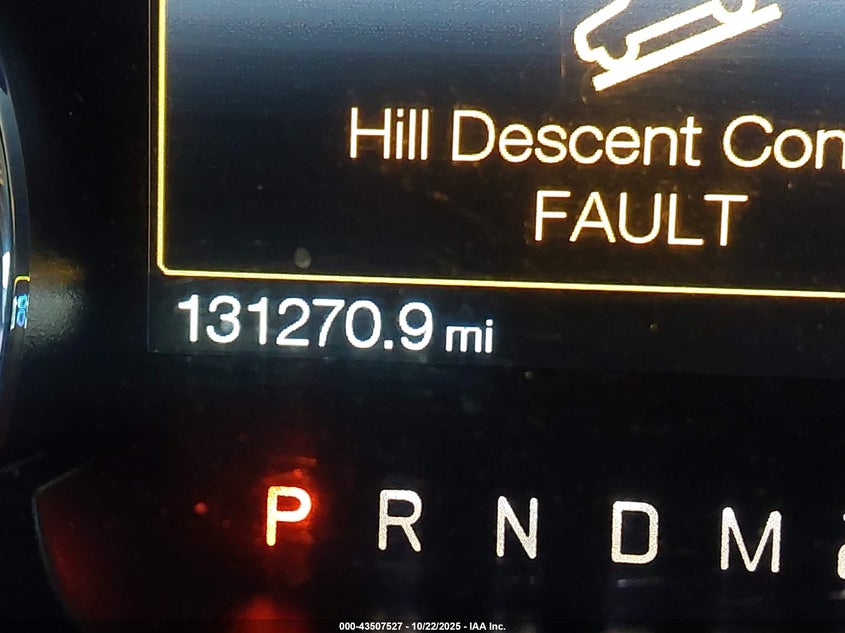 Hill Descent Con
FAULT
131270.9 mi
P R N D M
000-43507527 - 10/22/2025 - IAA Inc.